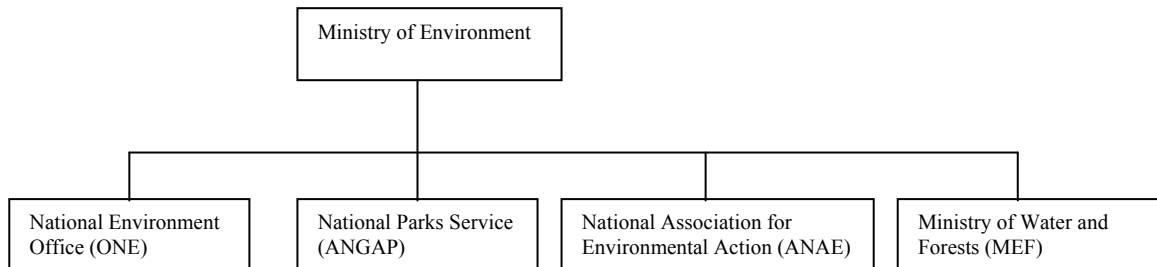 Ministry of Environment
National Environment
Office (ONE)
National Parks Service
(ANGAP)
National Association for
Environmental Action (ANAE)
Ministry of Water and
Forests (MEF)